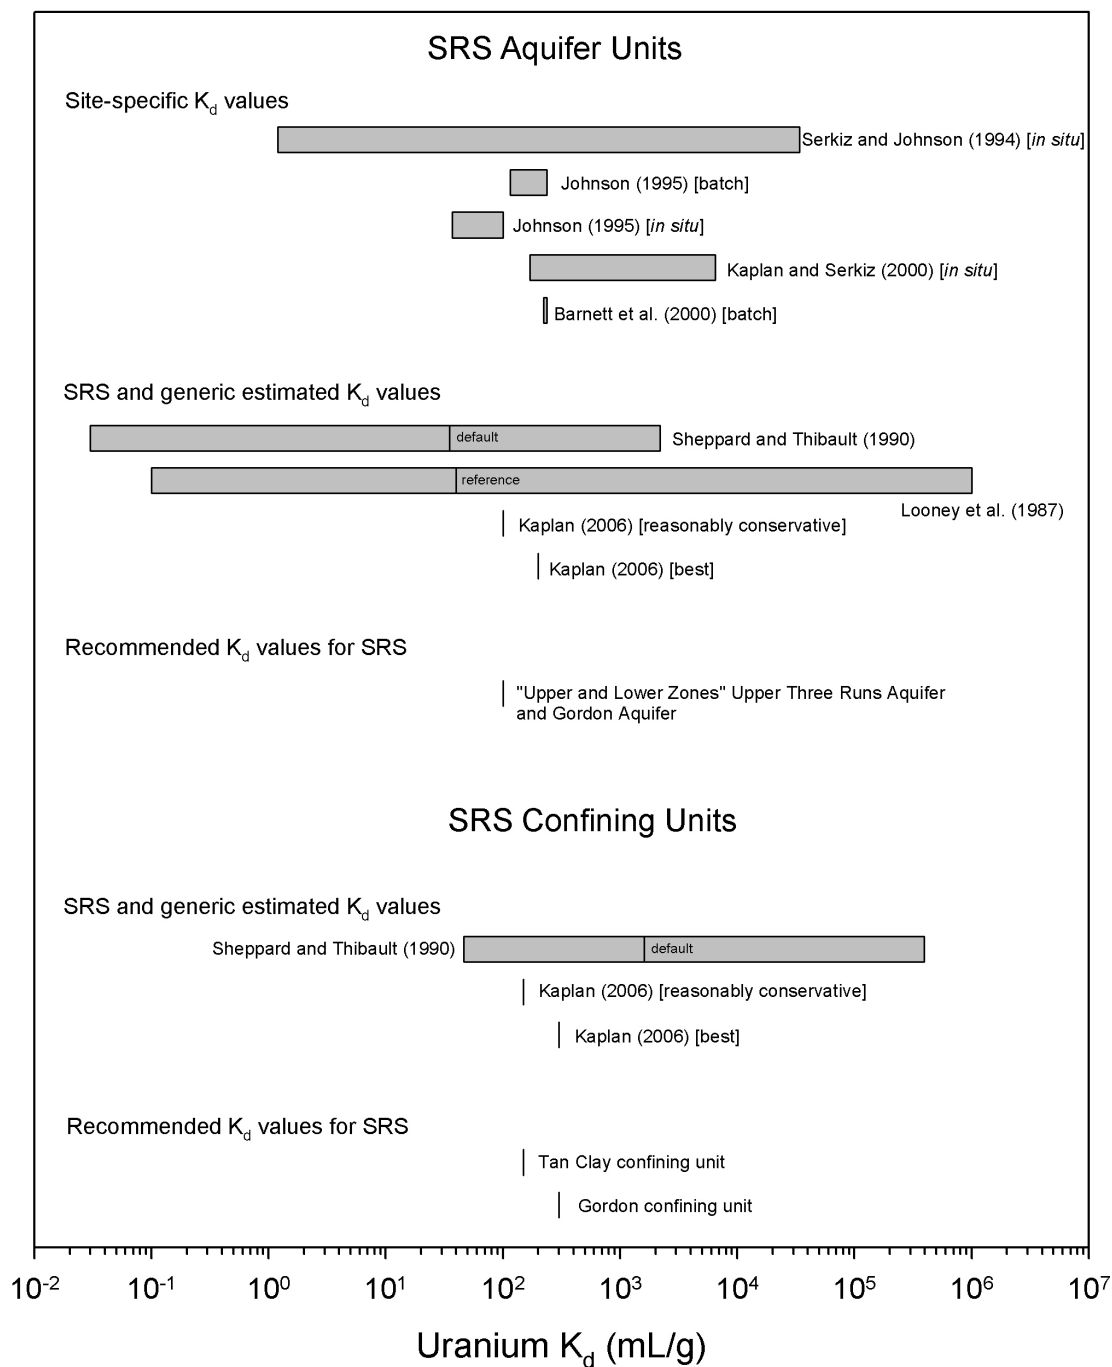 SRS Aquifer Units
Site-specific Kd values
Serkiz and Johnson (1994) [in situ]
Johnson (1995) [batch]
Johnson (1995) [in situ]
Kaplan and Serkiz (2000) [in situ]
Barnett et al. (2000) [batch]
SRS and generic estimated Kd values
default
Sheppard and Thibault (1990)
reference
Looney et al. (1987)
Kaplan (2006) [reasonably conservative]
Kaplan (2006) [best]
Recommended Kd values for SRS
"Upper and Lower Zones" Upper Three Runs Aquifer
and Gordon Aquifer
SRS Confining Units
SRS and generic estimated Kd values
Sheppard and Thibault (1990)
default
Kaplan (2006) [reasonably conservative]
Kaplan (2006) [best]
Recommended Kd values for SRS
Tan Clay confining unit
Gordon confining unit
10-2 10-1 100 101 102 103 104 105 106 107
Uranium Kd (mL/g)